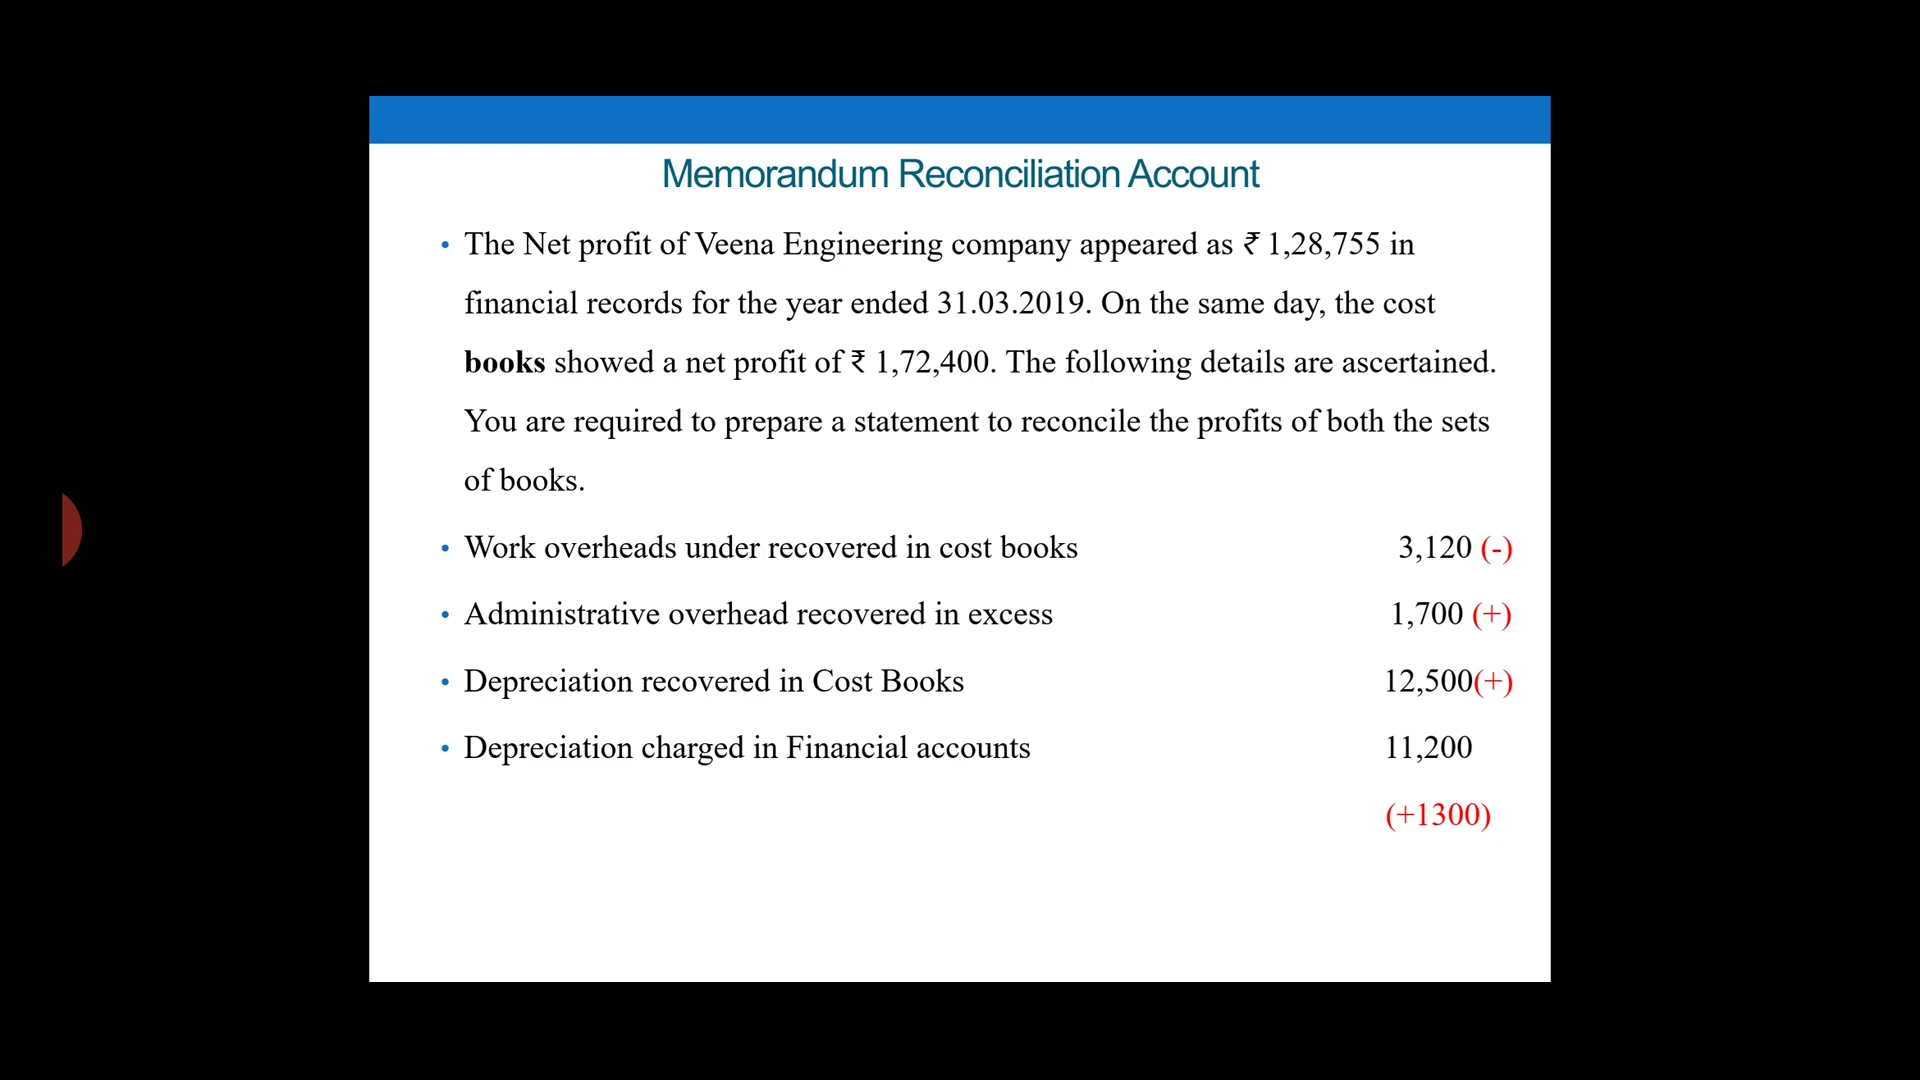 Memorandum Reconciliation Account
• The Net profit of Veena Engineering company appeared as ₹ 1,28,755 in
financial records for the year ended 31.03.2019. On the same day, the cost
books showed a net profit of ₹ 1,72,400. The following details are ascertained.
You are required to prepare a statement to reconcile the profits of both the sets
of books.
• Work overheads under recovered in cost books 3,120 (-)
• Administrative overhead recovered in excess 1,700 (+)
• Depreciation recovered in Cost Books 12,500(+)
• Depreciation charged in Financial accounts 11,200
(+1300)